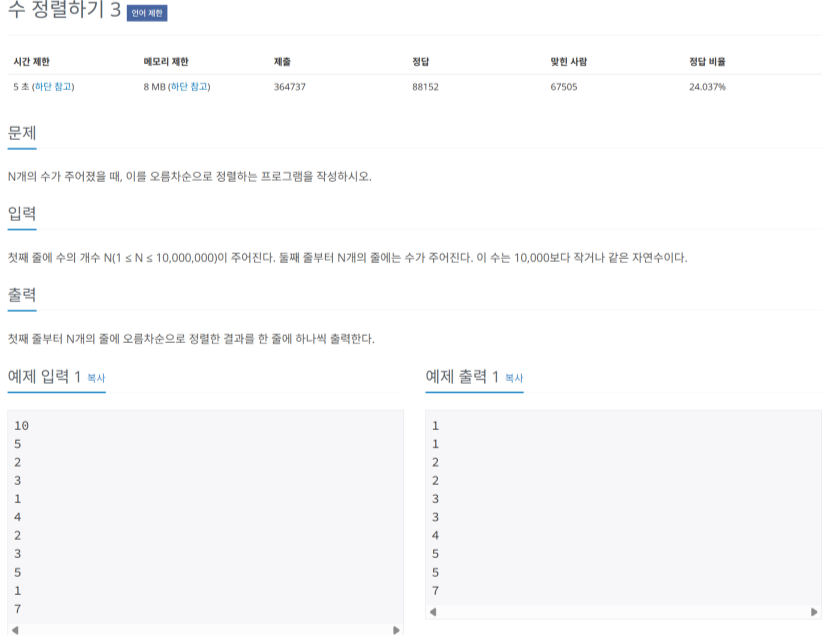 수 정렬하기 3 언어 제한
시간 제한 메모리 제한 제출 정답 맞힌 사람 정답 비율
5 초 (하단 참고) 8 MB (하단 참고) 364737 88152 67505 24.037%
문제
N개의 수가 주어졌을 때, 이를 오름차순으로 정렬하는 프로그램을 작성하시오.
입력
첫째 줄에 수의 개수 N(1 ≤ N ≤ 10,000,000)이 주어진다. 둘째 줄부터 N개의 줄에는 수가 주어진다. 이 수는 10,000보다 작거나 같은 자연수이다.
출력
첫째 줄부터 N개의 줄에 오름차순으로 정렬한 결과를 한 줄에 하나씩 출력한다.
예제 입력 1 복사
10
5
2
3
1
4
2
3
5
1
7
예제 출력 1 복사
1
1
2
2
3
3
4
5
5
7